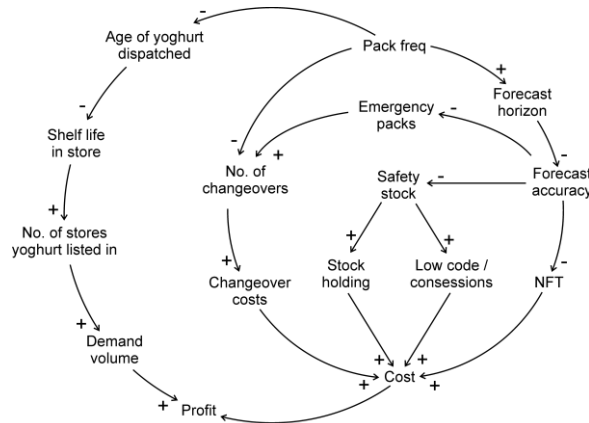 -
Age of yoghurt
dispatched
Pack freq
+
Forecast
horizon
Emergency
packs
-
-
Shelf life
in store
-
+
-
No. of
changeovers
Safety
stock
-
Forecast
accuracy
+
No. of stores
yoghurt listed in
+
+
+
Changeover
costs
Stock
holding
Low code /
consessions
-
NFT
+
Demand
volume
+
+
+
+
Cost
+
Profit